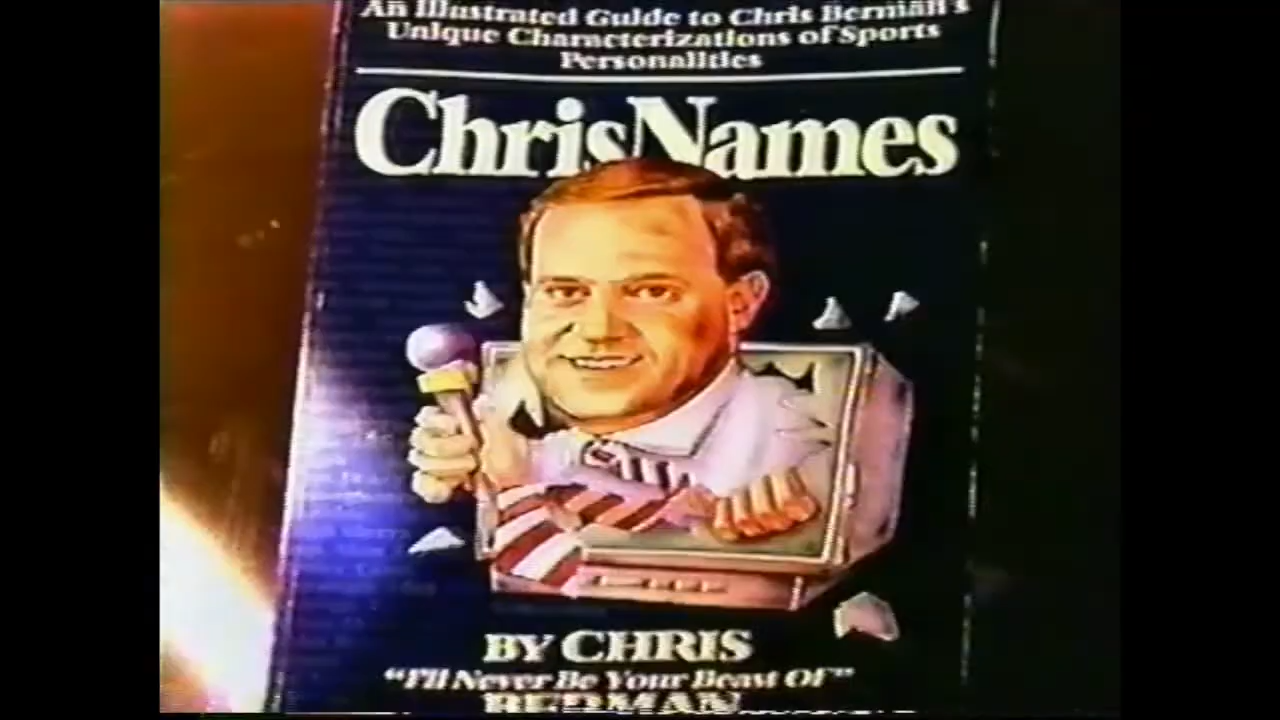 An Illustrated Guide to Chris Berman's
Unique Characterizations of Sports
Personalities
ChrisNames
BY CHRIS
"I'll Never Be Your Beast Of"